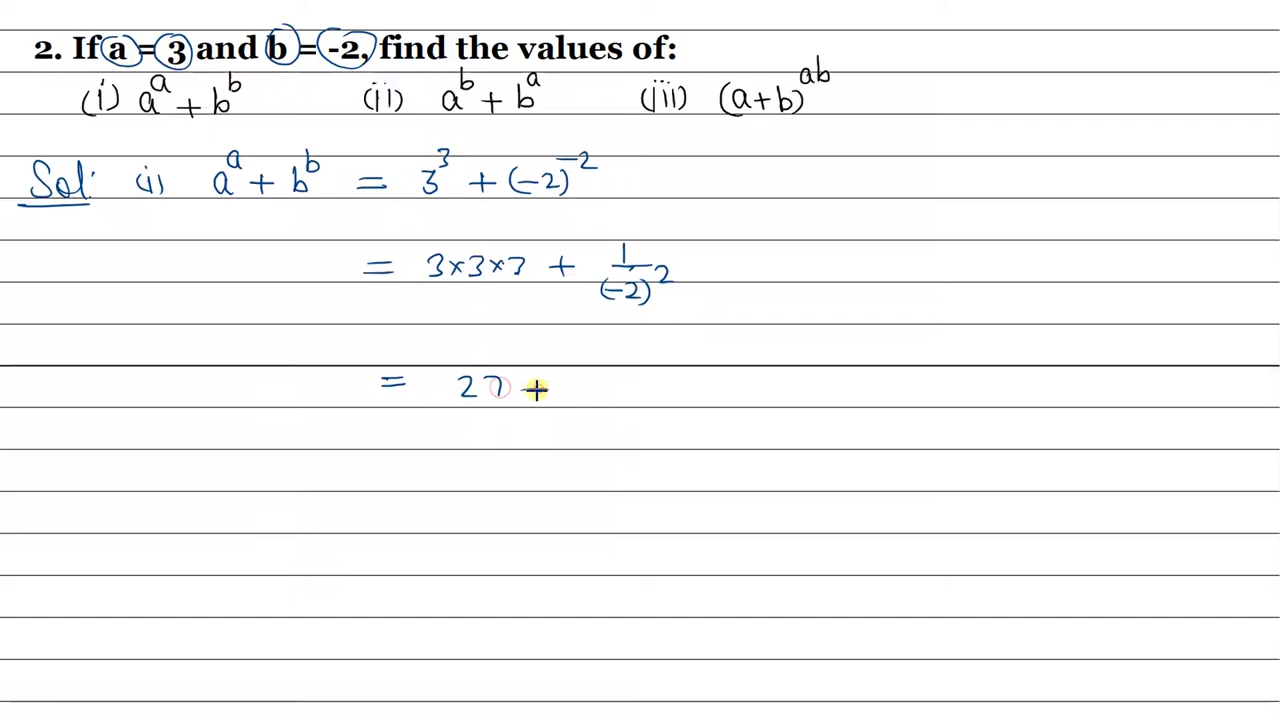 2. If a = 3 and b = -2, find the values of:
(i) a^a + b^b (ii) a^b + b^a (iii) (a+b)^ab
Sol: (i) a^a + b^b = 3^3 + (-2)^-2
= 3×3×3 + 1/(-2)^2
= 27 +